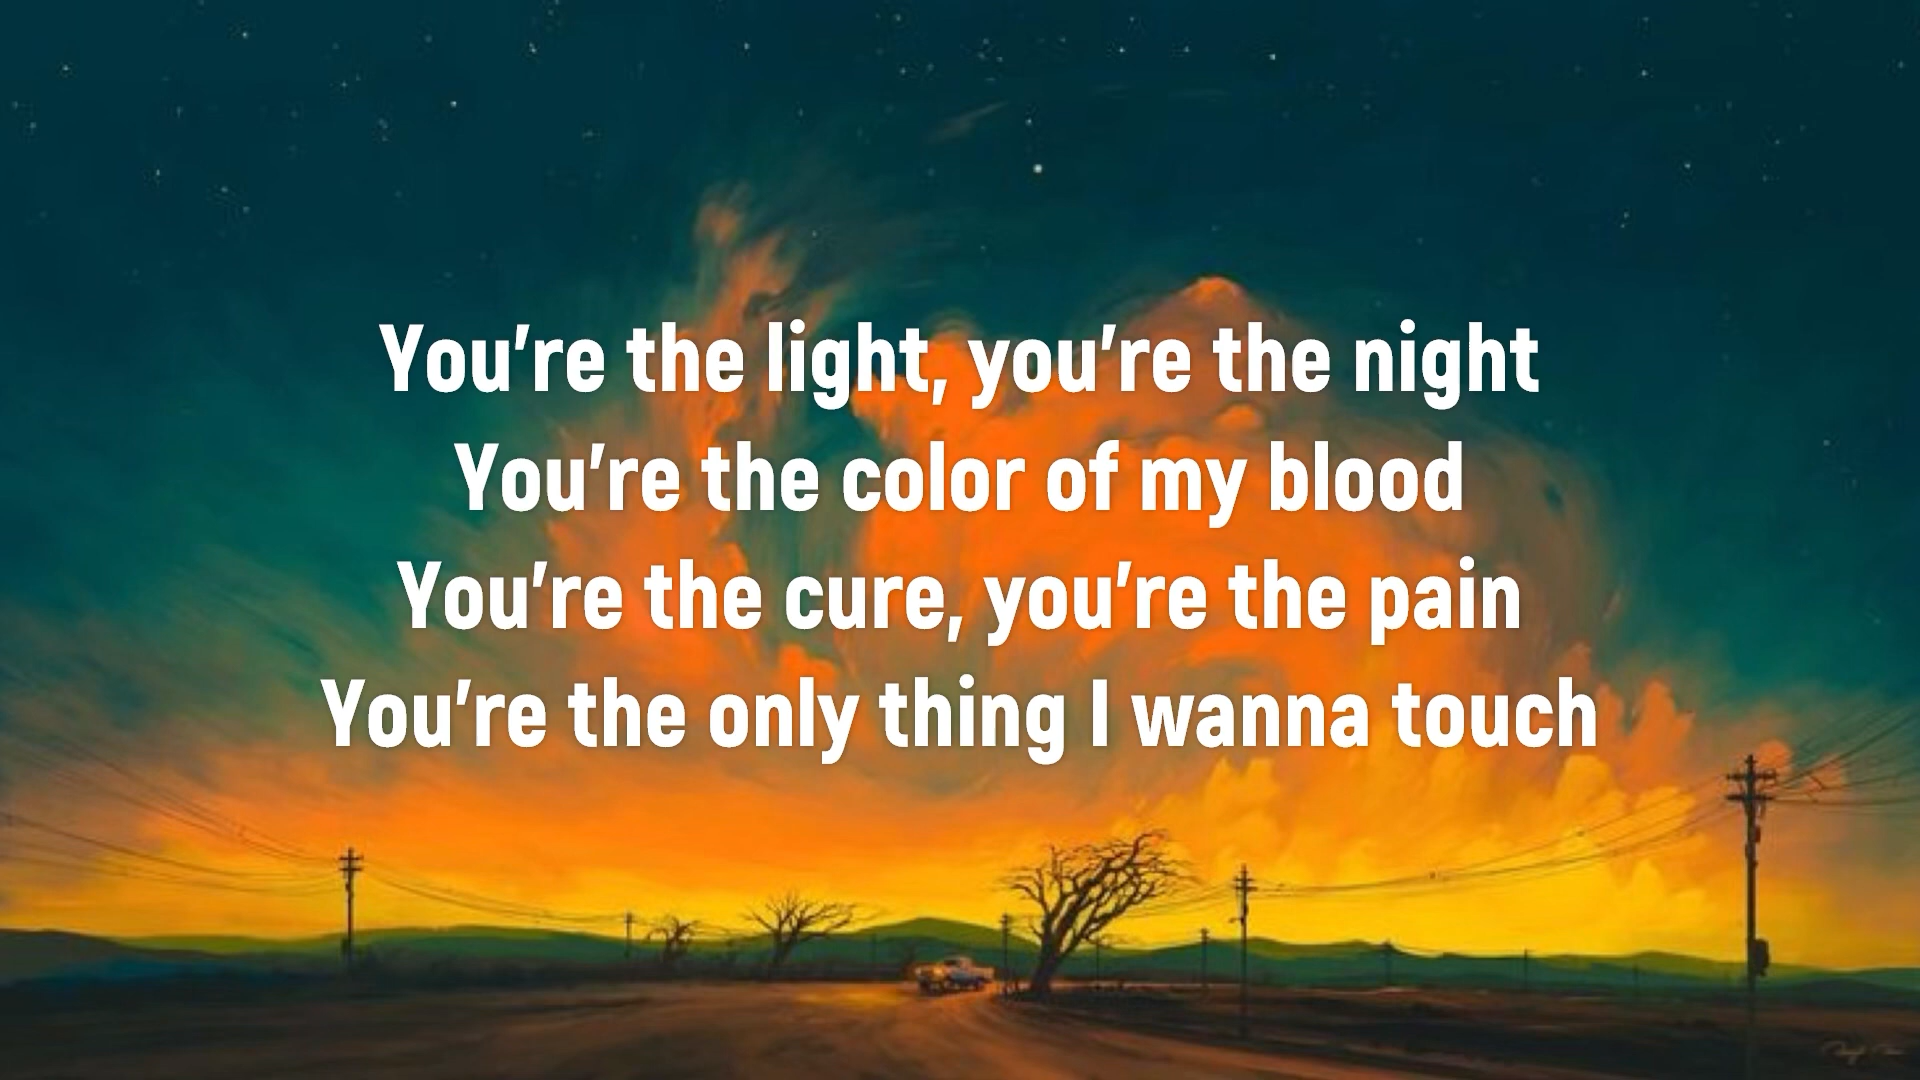 You’re the light, you’re the night
You’re the color of my blood
You’re the cure, you’re the pain
You’re the only thing I wanna touch